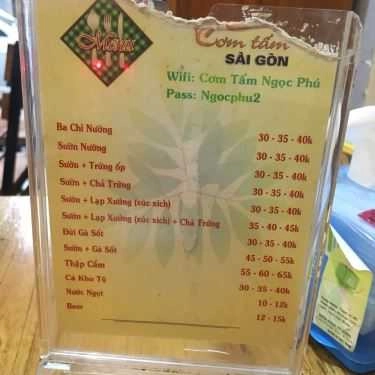 Menu
Cơm tấm
SÀI GÒN
Wifi: Cơm Tấm Ngọc Phú
Pass: Ngocphu2
Ba Chỉ Nướng 30 - 35 - 40k
Sườn Nướng 30 - 35 - 40k
Sườn + Trứng ốp 30 - 35 - 40k
Sườn + Chả Trứng 30 - 35 - 40k
Sườn + Lạp Xưởng (xúc xích) 30 - 35 - 40k
Sườn + Lạp Xưởng (xúc xích) + Chả Trứng 35 - 40 - 45k
Đùi Gà Sốt 30 - 35 - 40k
Sườn + Gà Sốt 45 - 50 - 55k
Thập Cẩm 55 - 60 - 65k
Cá Kho Tộ 30 - 35 - 40k
Nước Ngọt 10 - 12k
Beer 12 - 15k